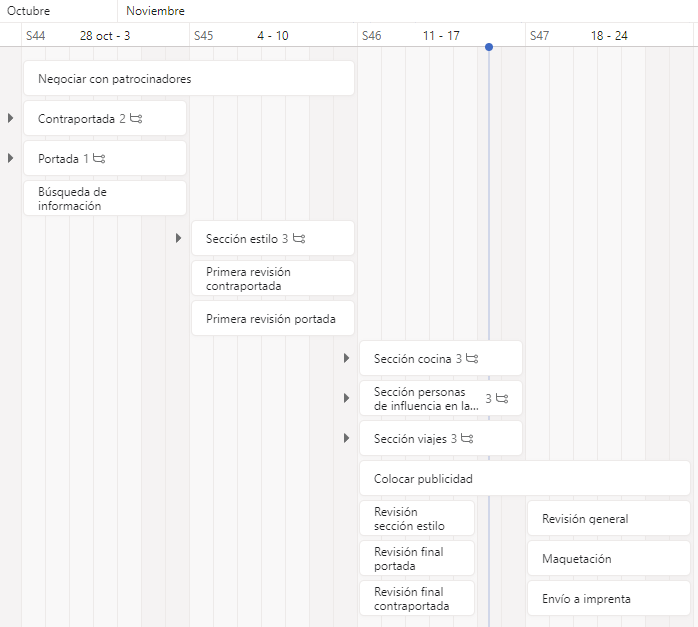 Octubre
Noviembre
S44
28 oct - 3
S45
4 - 10
S46
11 - 17
S47
18 - 24
Negociar con patrocinadores
Contraportada 2
Portada 1
Búsqueda de
información
Sección estilo 3
Primera revisión
contraportada
Primera revisión portada
Sección cocina 3
Sección personas
de influencia en la... 3
Sección viajes 3
Colocar publicidad
Revisión
sección estilo
Revisión general
Revisión final
portada
Maquetación
Revisión final
contraportada
Envío a imprenta